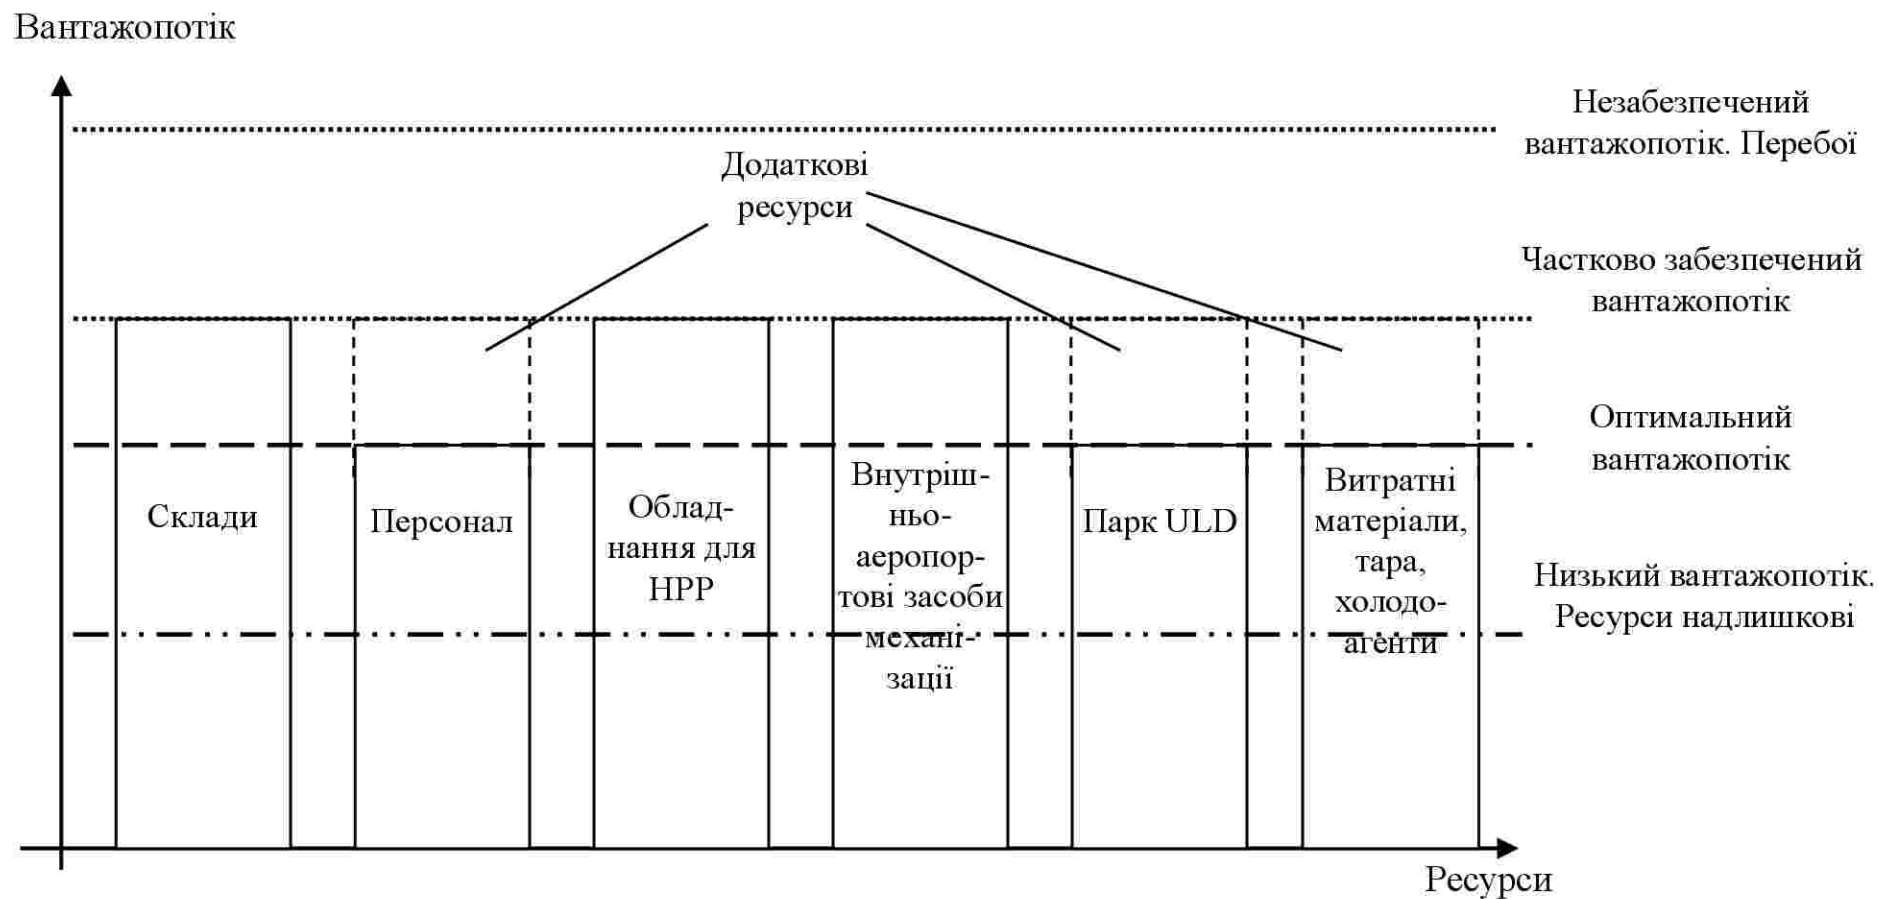 Вантажопотік
Незабезпечений
вантажопотік. Перебої
Додаткові
ресурси
Частково забезпечений
вантажопотік
Оптимальний
вантажопотік
Склади
Персонал
Облад-
нання для
НРР
Внутріш-
ньо-
аеропор-
тові засоби
механі-
зації
Парк ULD
Витратні
матеріали,
тара,
холодо-
агенти
Низький вантажопотік.
Ресурси надлишкові
Ресурси